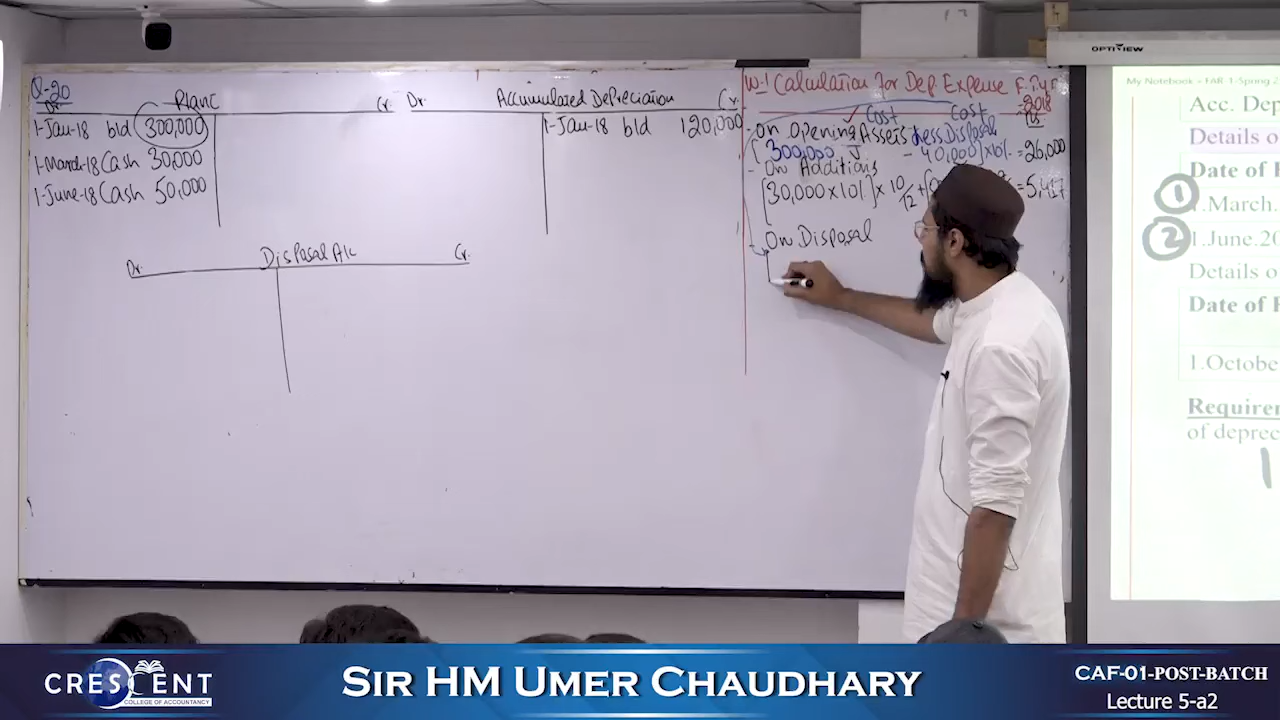 Q-20
Dr. Plant Cr.
1-Jan-18 b/d 300,000
1-March-18 Cash 30,000
1-June-18 Cash 50,000
Dr. Accumulated Depreciation Cr.
1-Jan-18 b/d 120,000
Dr. Disposal A/c Cr.
W-1 Calculation for Dep Expense F.T.Y.E
2018
Rs
Cost Cost
- On Opening Assets Less Disposal
[300,000 - 40,000] x 10% = 26,000
- On Additions
[30,000 x 10%] x 10/12 + = 5,417
On Disposal
OPTIVIEW
My Notebook » FAR-1/Spring 2
Acc. Dep
Details o
Date of
1 .March.
2 1.June.20
Details o
Date of
1.Octobe
Requirem
of deprec
CRESCENT
COLLEGE OF ACCOUNTANCY
SIR HM UMER CHAUDHARY
CAF-01-POST-BATCH
Lecture 5-a2